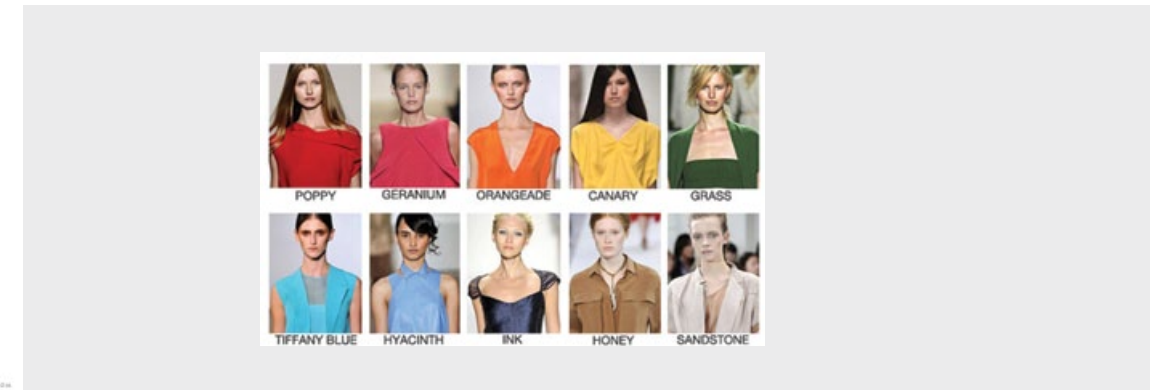 POPPY GERANIUM ORANGEADE CANARY GRASS
TIFFANY BLUE HYACINTH INK HONEY SANDSTONE